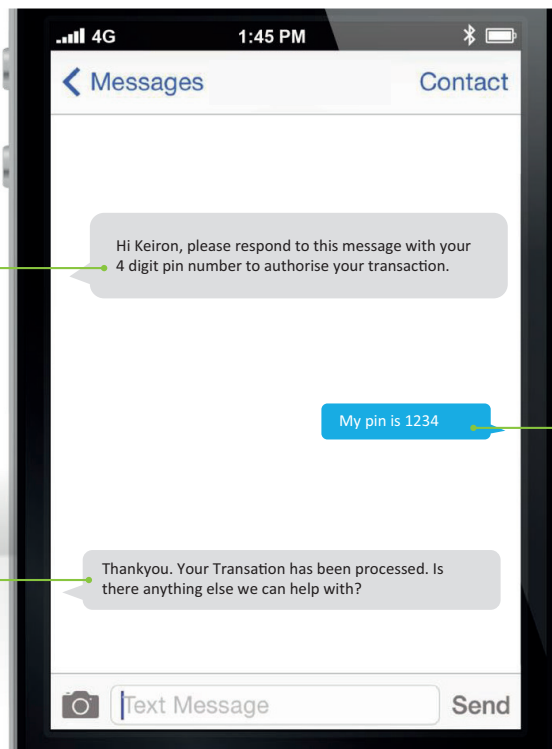 4G 1:45 PM
Messages Contact
Hi Keiron, please respond to this message with your
4 digit pin number to authorise your transaction.
My pin is 1234
Thankyou. Your Transation has been processed. Is
there anything else we can help with?
Text Message Send